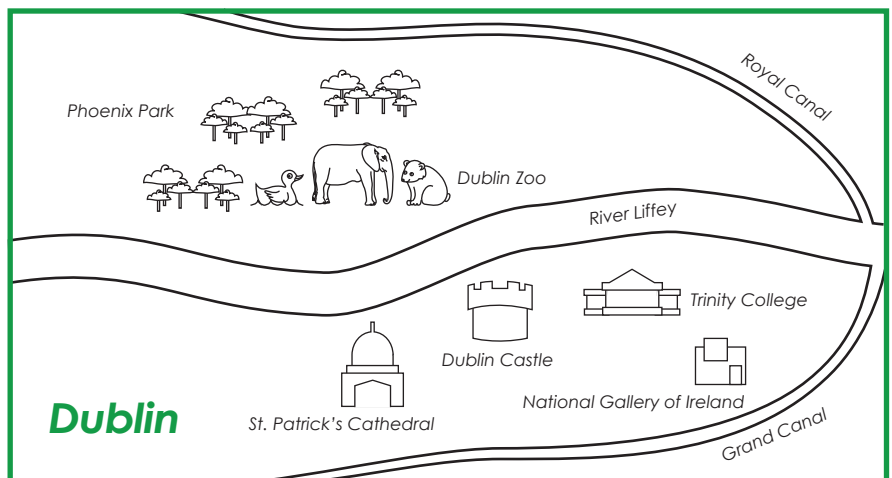 Royal Canal
Phoenix Park
Dublin Zoo
River Liffey
Trinity College
Dublin Castle
National Gallery of Ireland
Dublin
St. Patrick's Cathedral
Grand Canal